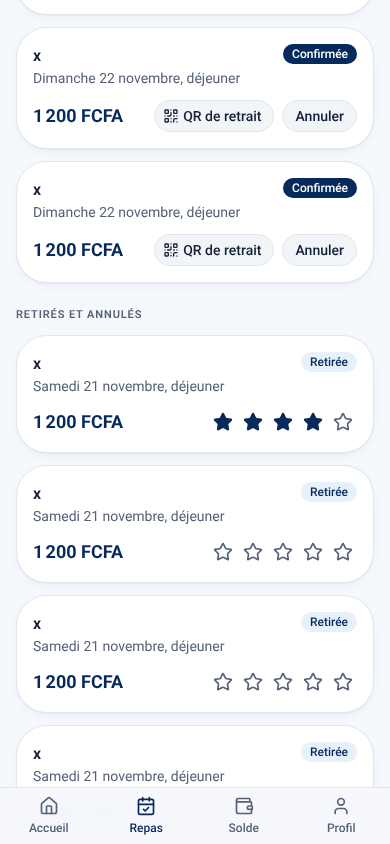 x
Confirmée
Dimanche 22 novembre, déjeuner
1 200 FCFA
QR de retrait
Annuler
x
Confirmée
Dimanche 22 novembre, déjeuner
1 200 FCFA
QR de retrait
Annuler
RETIRÉS ET ANNULÉS
x
Retirée
Samedi 21 novembre, déjeuner
1 200 FCFA
x
Retirée
Samedi 21 novembre, déjeuner
1 200 FCFA
x
Retirée
Samedi 21 novembre, déjeuner
1 200 FCFA
x
Retirée
Samedi 21 novembre, déjeuner
Accueil
Repas
Solde
Profil